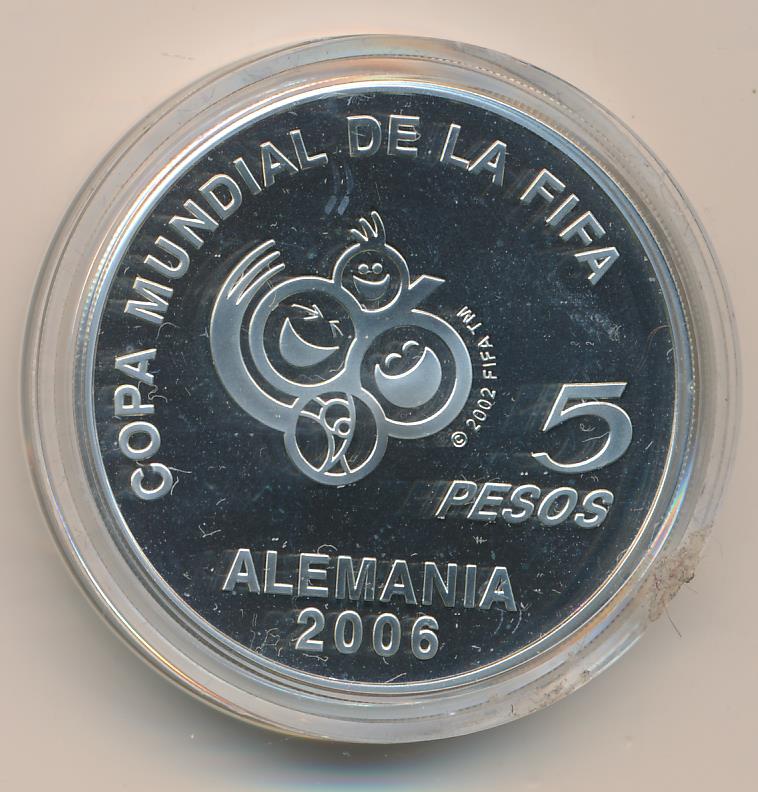 COPA MUNDIAL DE LA FIFA
© 2002 FIFA TM
5
PESOS
ALEMANIA
2006